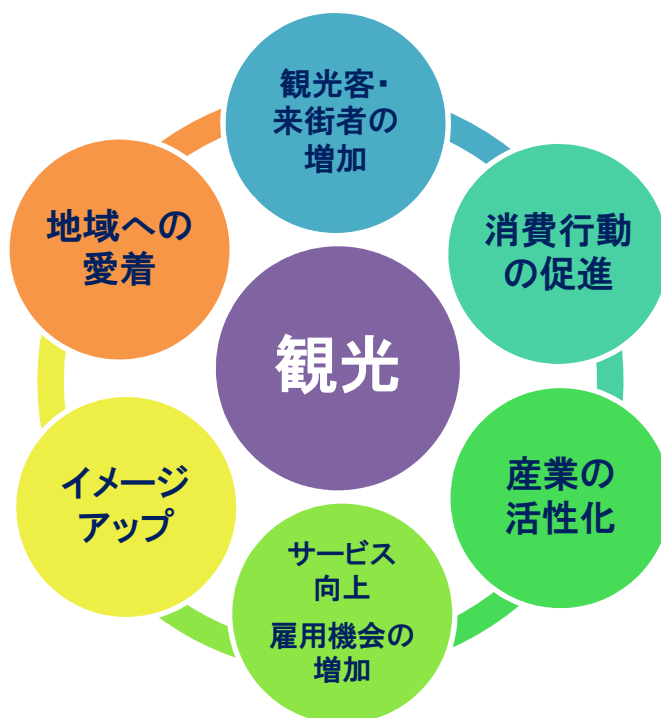 観光客・
来街者の
増加
消費行動
の促進
産業の
活性化
サービス
向上
雇用機会の
増加
イメージ
アップ
地域への
愛着
観光